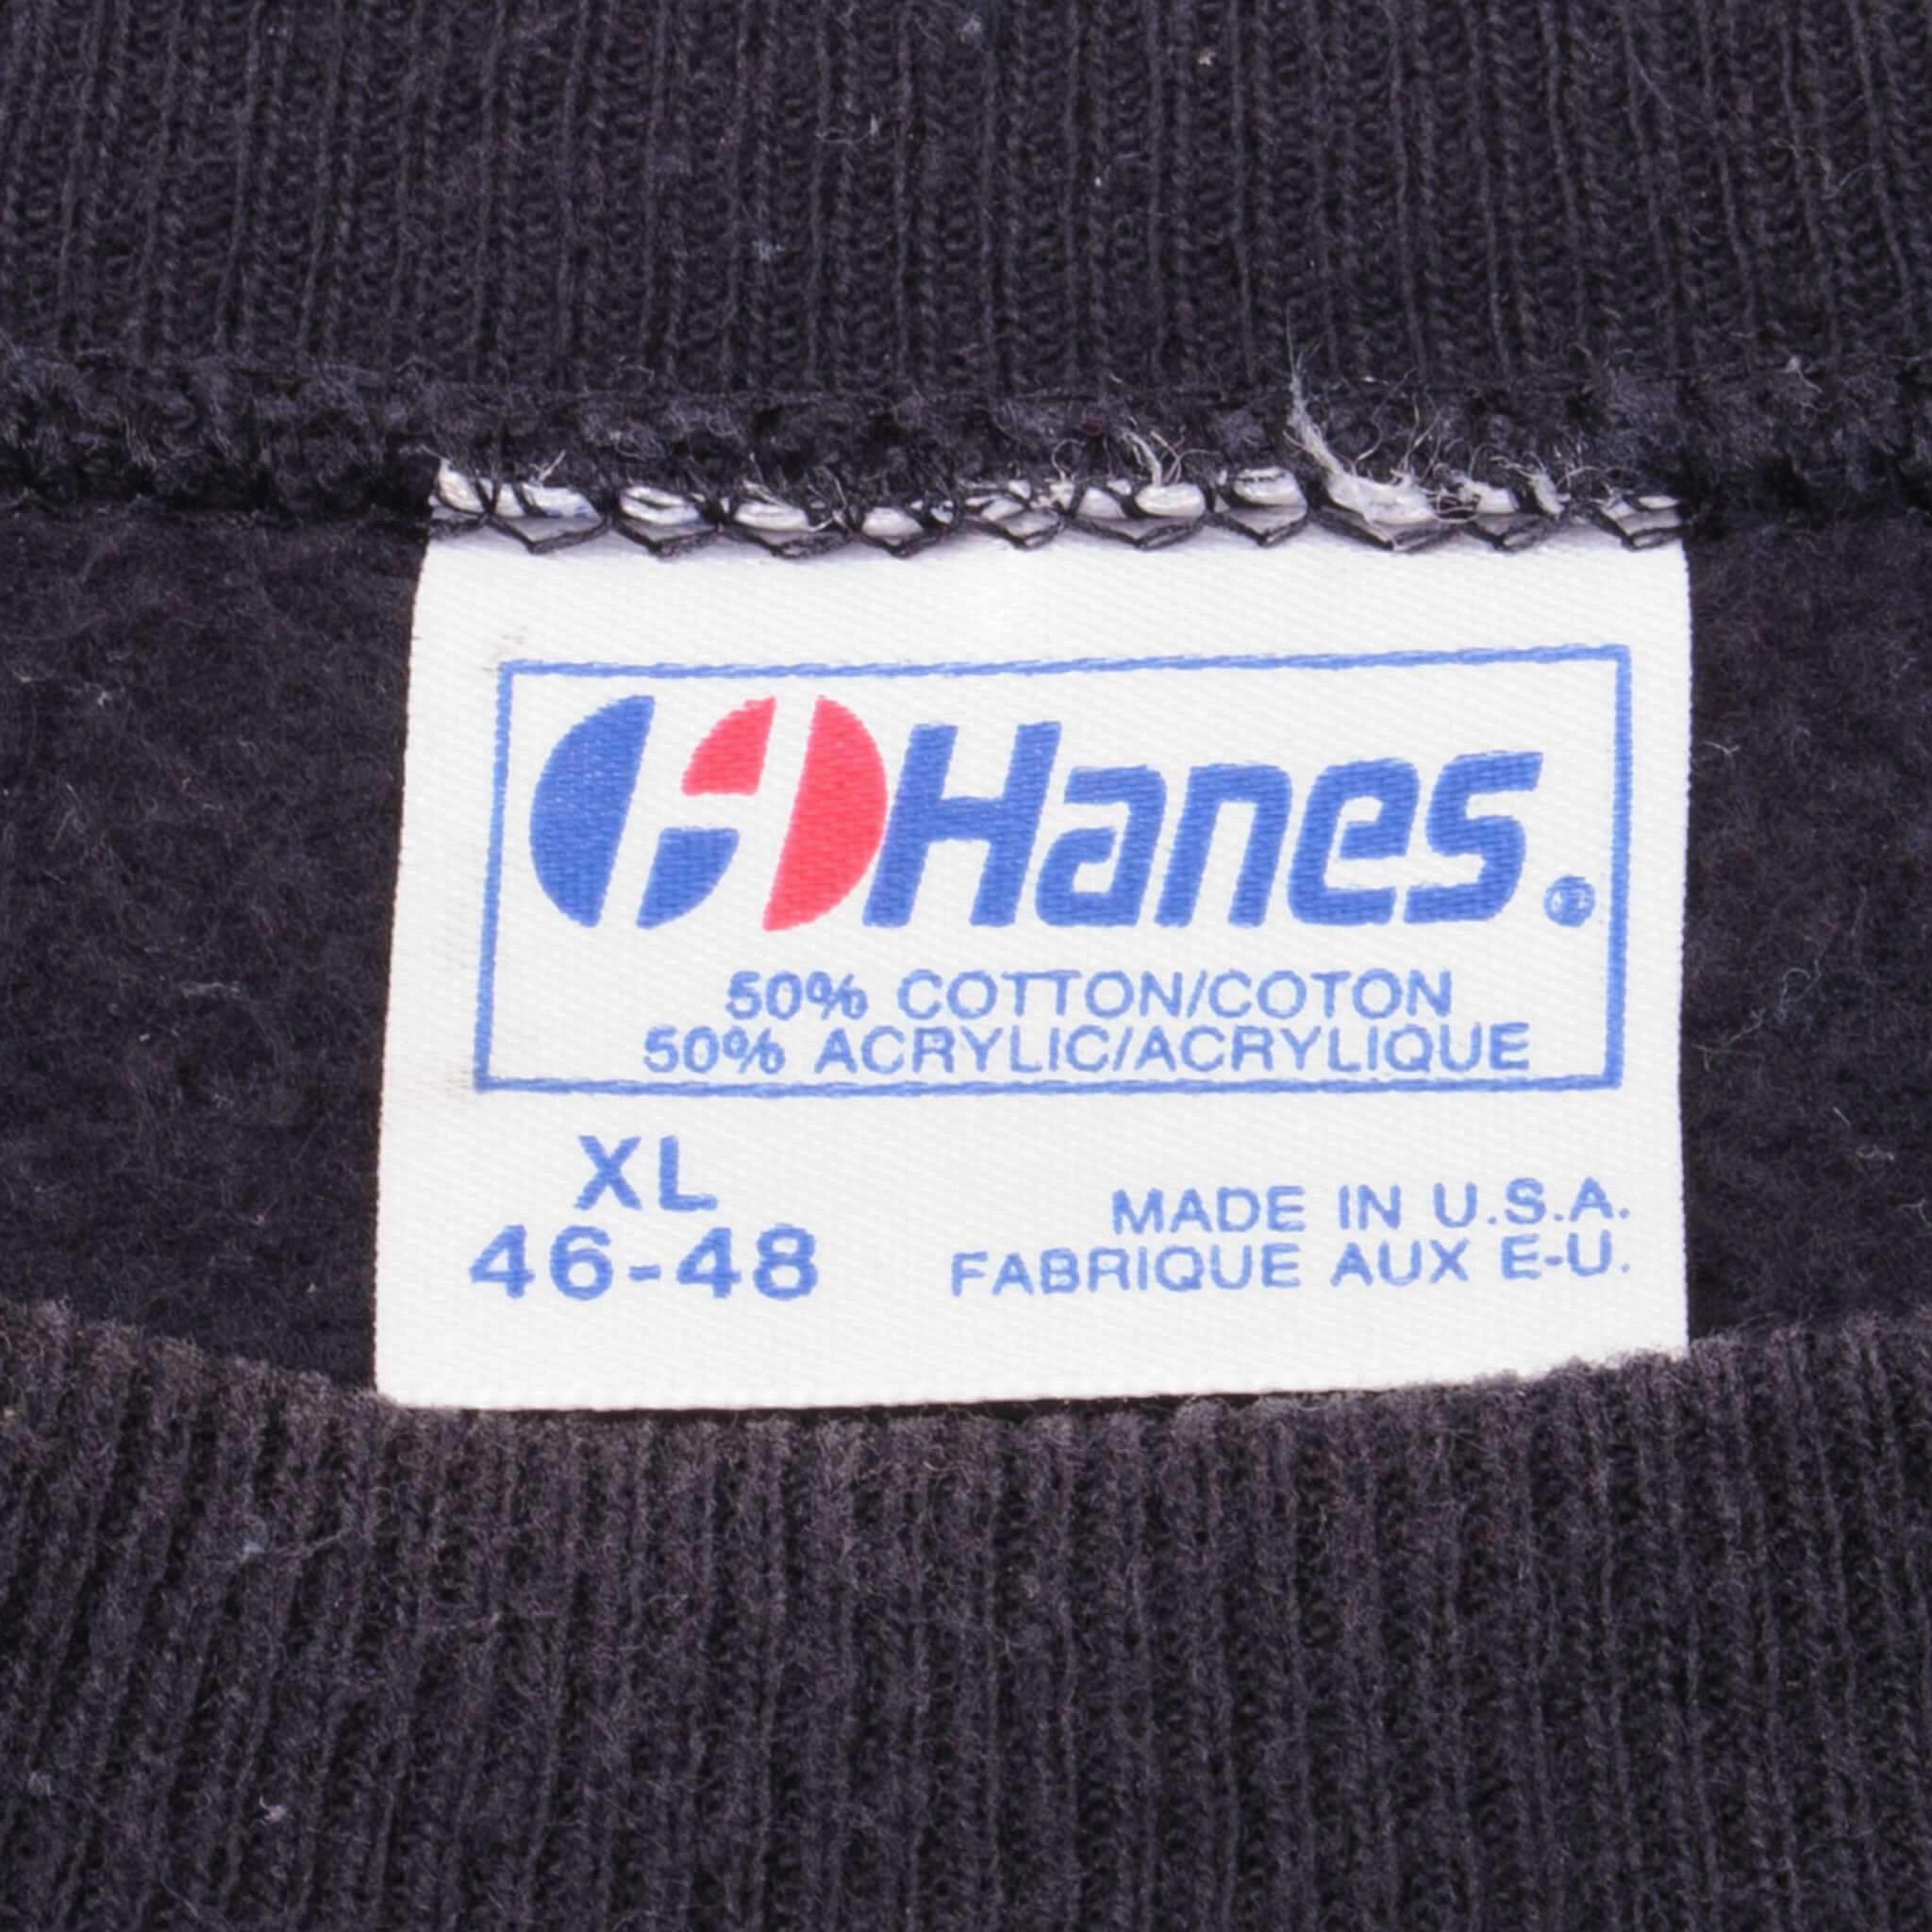 Hanes®
50% COTTON/COTON
50% ACRYLIC/ACRYLIQUE
XL
46-48
MADE IN U.S.A.
FABRIQUE AUX E-U.